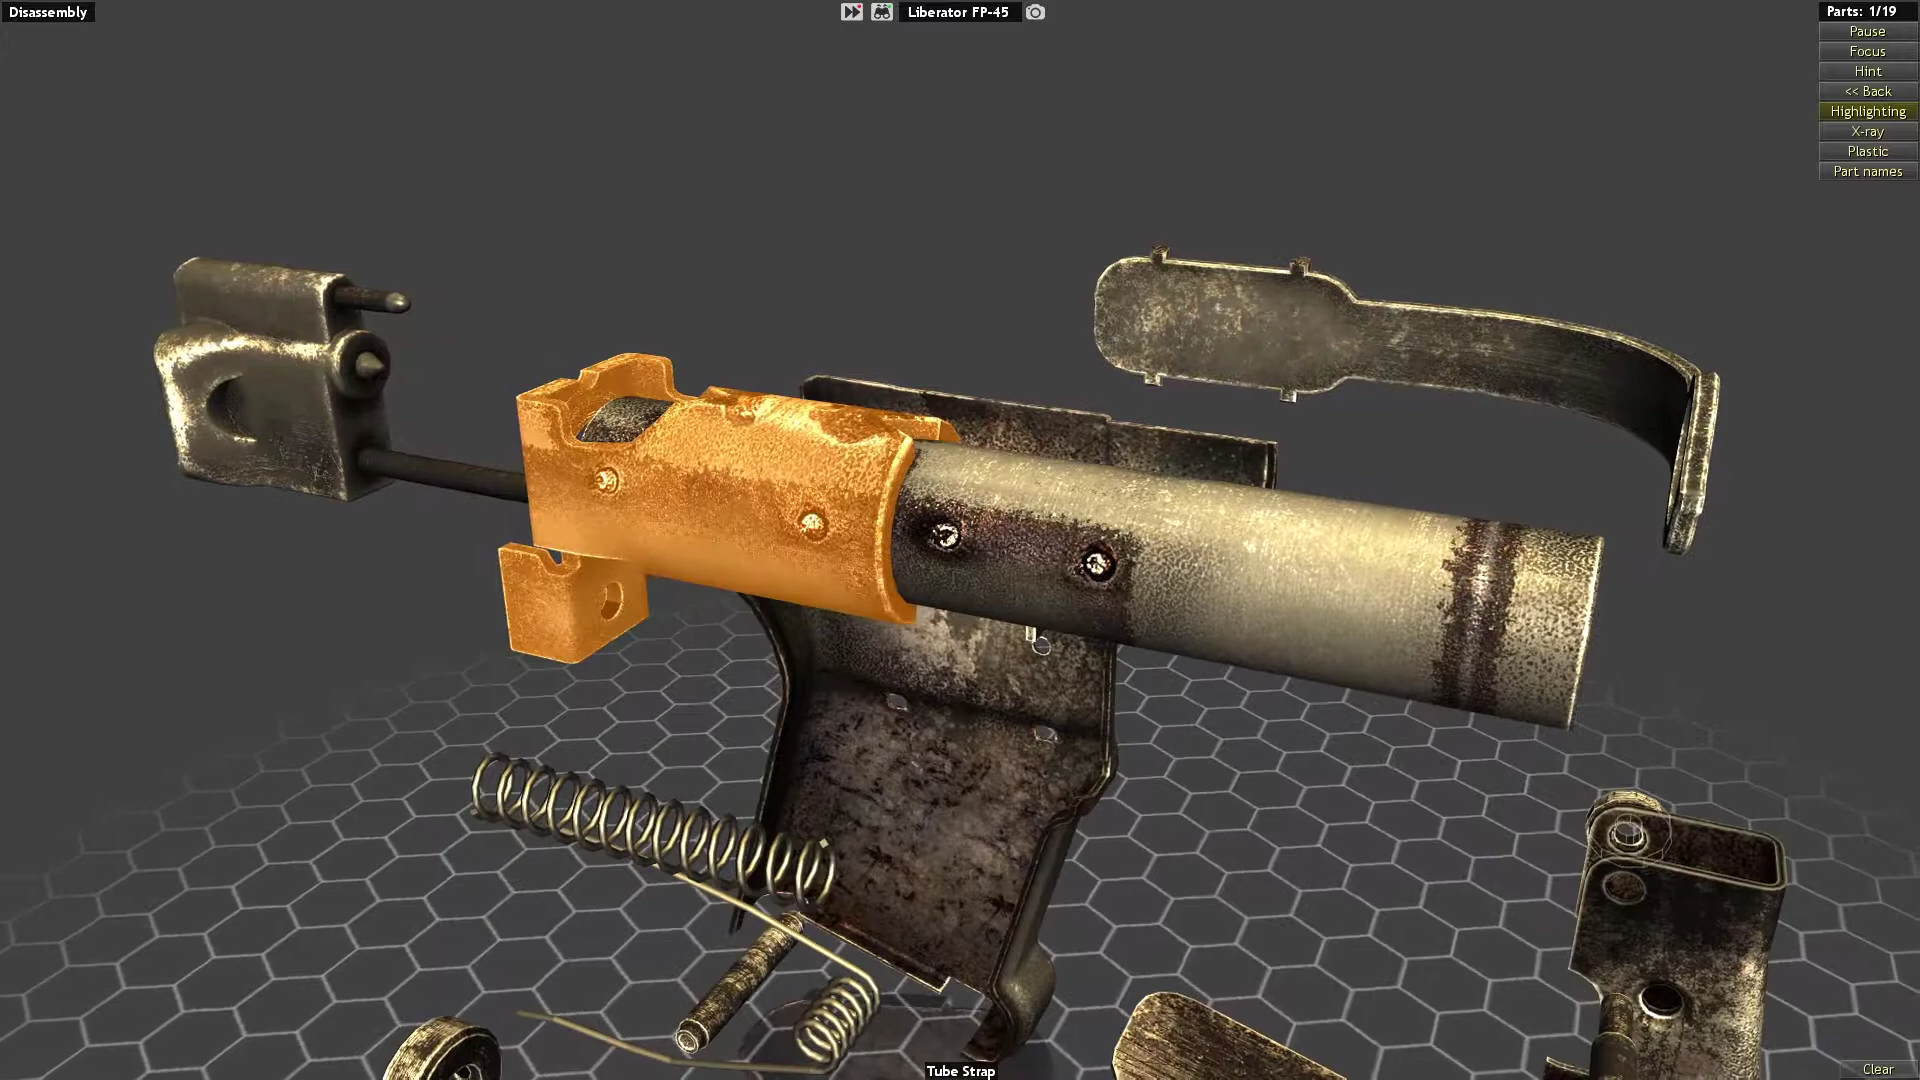 Disassembly
Liberator FP-45
Parts: 1/19
Pause
Focus
Hint
<< Back
Highlighting
X-ray
Plastic
Part names
Tube Strap
Clear